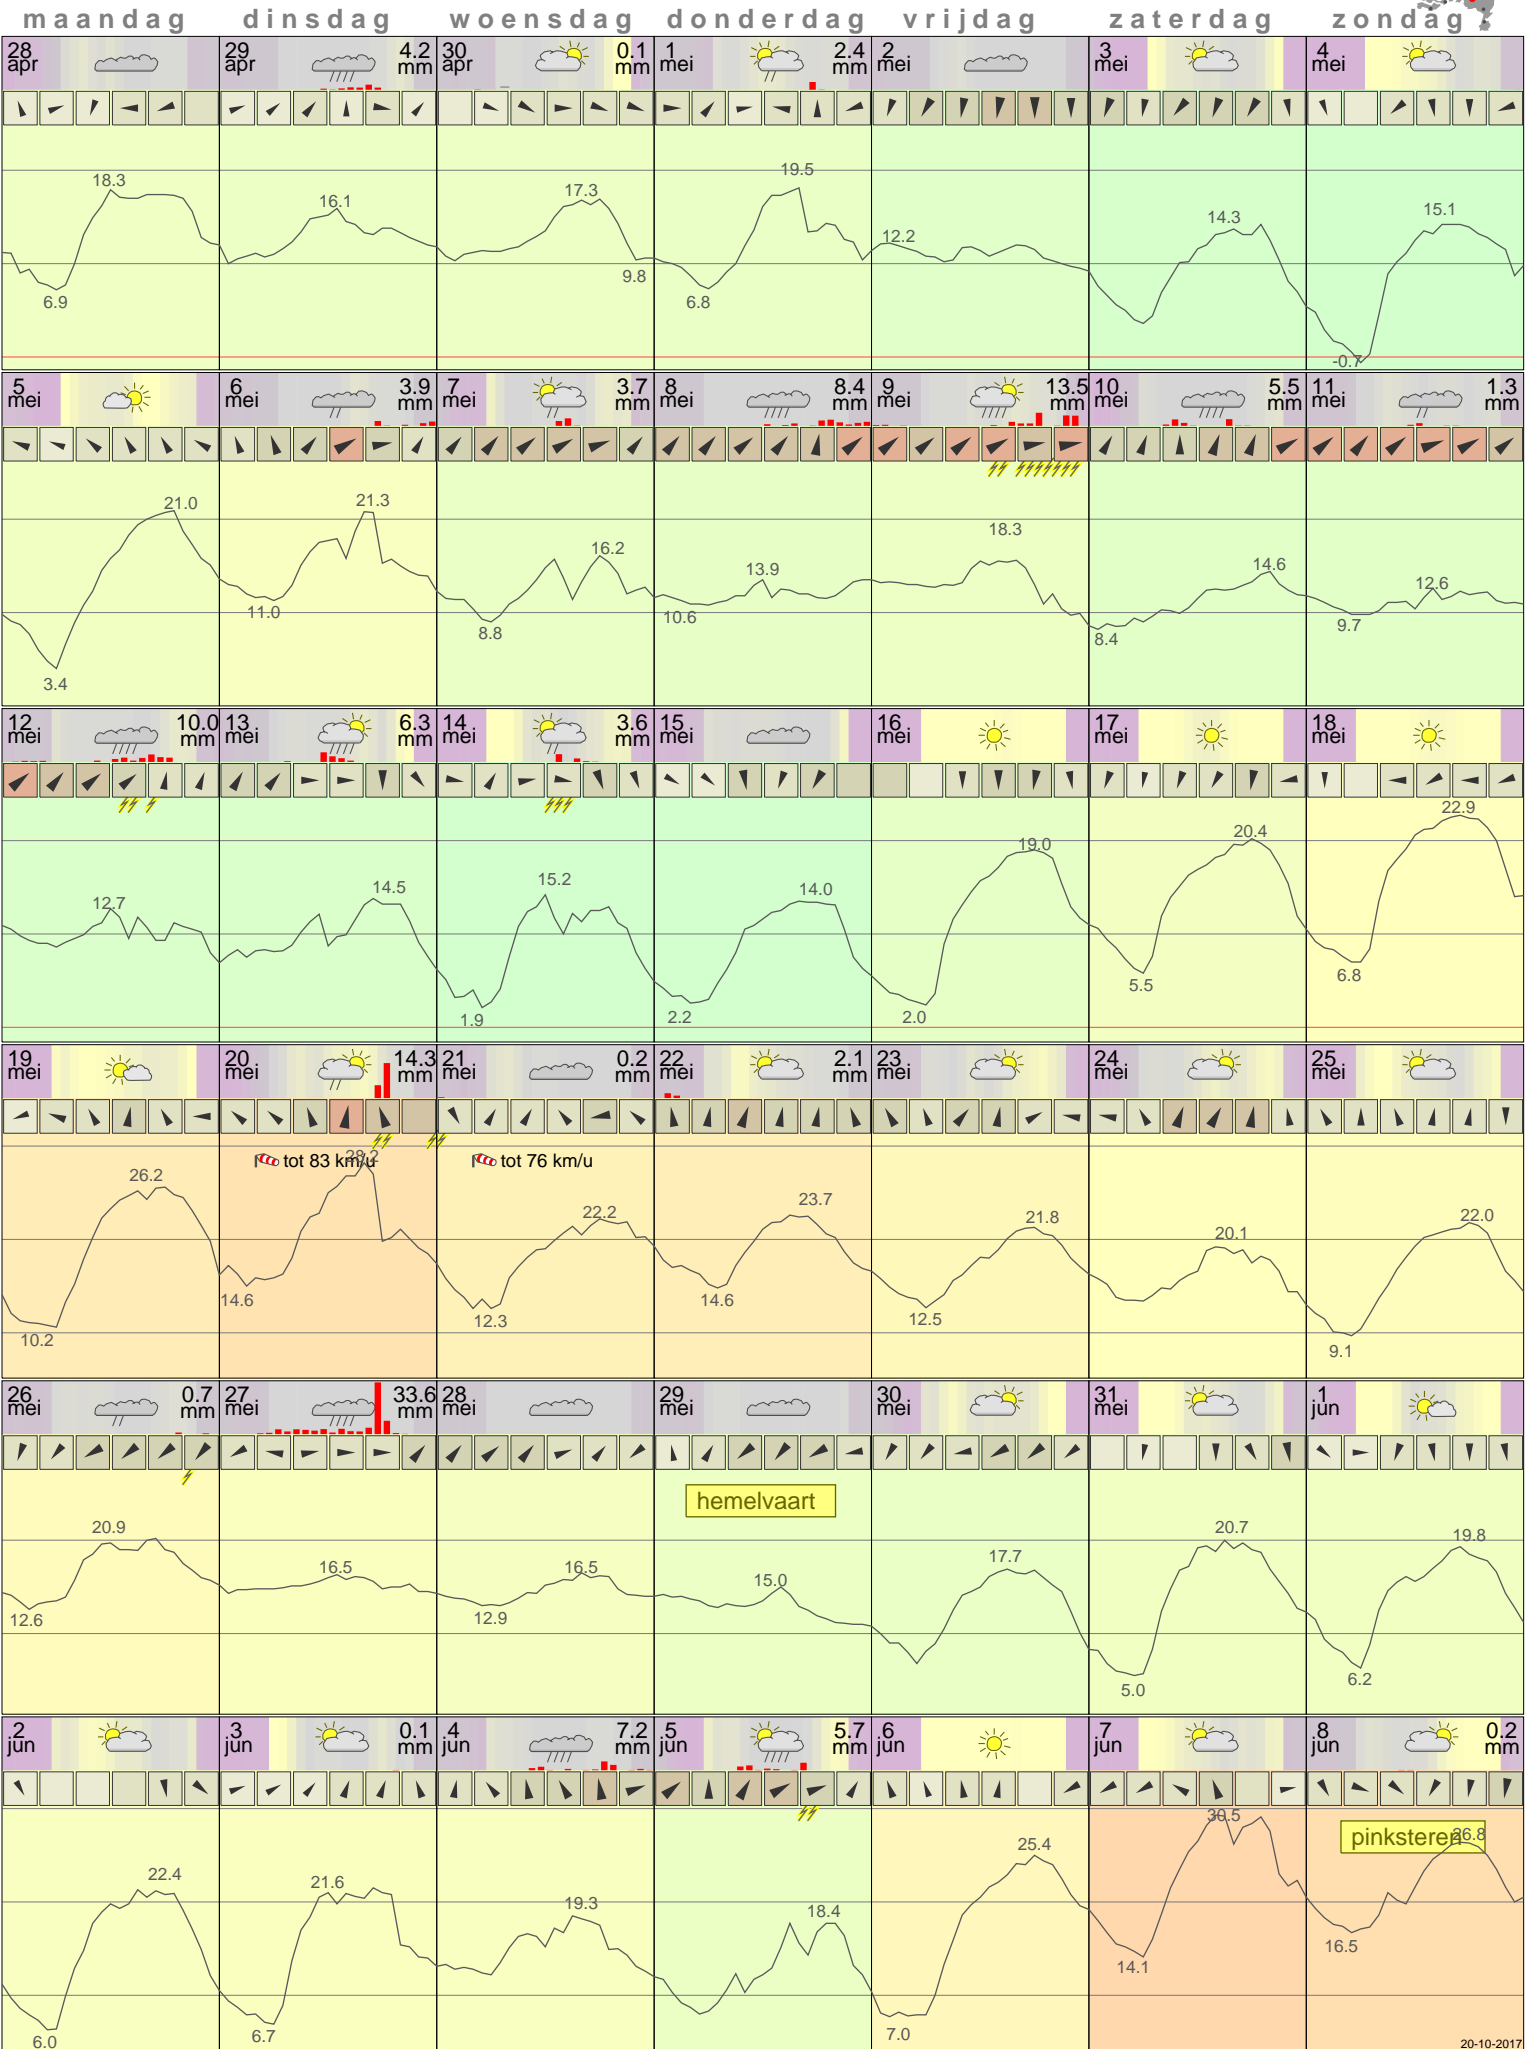 maandag dinsdag woensdag donderdag vrijdag zaterdag zondag
28 apr
29 apr 4.2 mm
30 apr 0.1 mm
1 mei 2.4 mm
2 mei
3 mei
4 mei
18.3 6.9
16.1
17.3 9.8
19.5 6.8
12.2
14.3
15.1 -0.7
5 mei
6 mei 3.9 mm
7 mei 3.7 mm
8 mei 8.4 mm
9 mei 13.5 mm
10 mei 5.5 mm
11 mei 1.3 mm
21.0 3.4
21.3 11.0
16.2 8.8
13.9 10.6
18.3
14.6 8.4
12.6 9.7
12 mei 10.0 mm
13 mei 6.3 mm
14 mei 3.6 mm
15 mei
16 mei
17 mei
18 mei
12.7
14.5
15.2 1.9
14.0 2.2
19.0 2.0
20.4 5.5
22.9 6.8
19 mei
20 mei 14.3 mm
21 mei 0.2 mm
22 mei 2.1 mm
23 mei
24 mei
25 mei
tot 83 km/u
tot 76 km/u
26.2 10.2
28.2 14.6
22.2 12.3
23.7 14.6
21.8 12.5
20.1
22.0 9.1
26 mei 0.7 mm
27 mei 33.6 mm
28 mei
29 mei
30 mei
31 mei
1 jun
hemelvaart
20.9 12.6
16.5
16.5 12.9
15.0
17.7
20.7 5.0
19.8 6.2
2 jun
3 jun 0.1 mm
4 jun 7.2 mm
5 jun 5.7 mm
6 jun
7 jun
8 jun 0.2 mm
pinksteren
22.4 6.0
21.6 6.7
19.3
18.4
25.4 7.0
30.5 14.1
26.8 16.5
20-10-2017